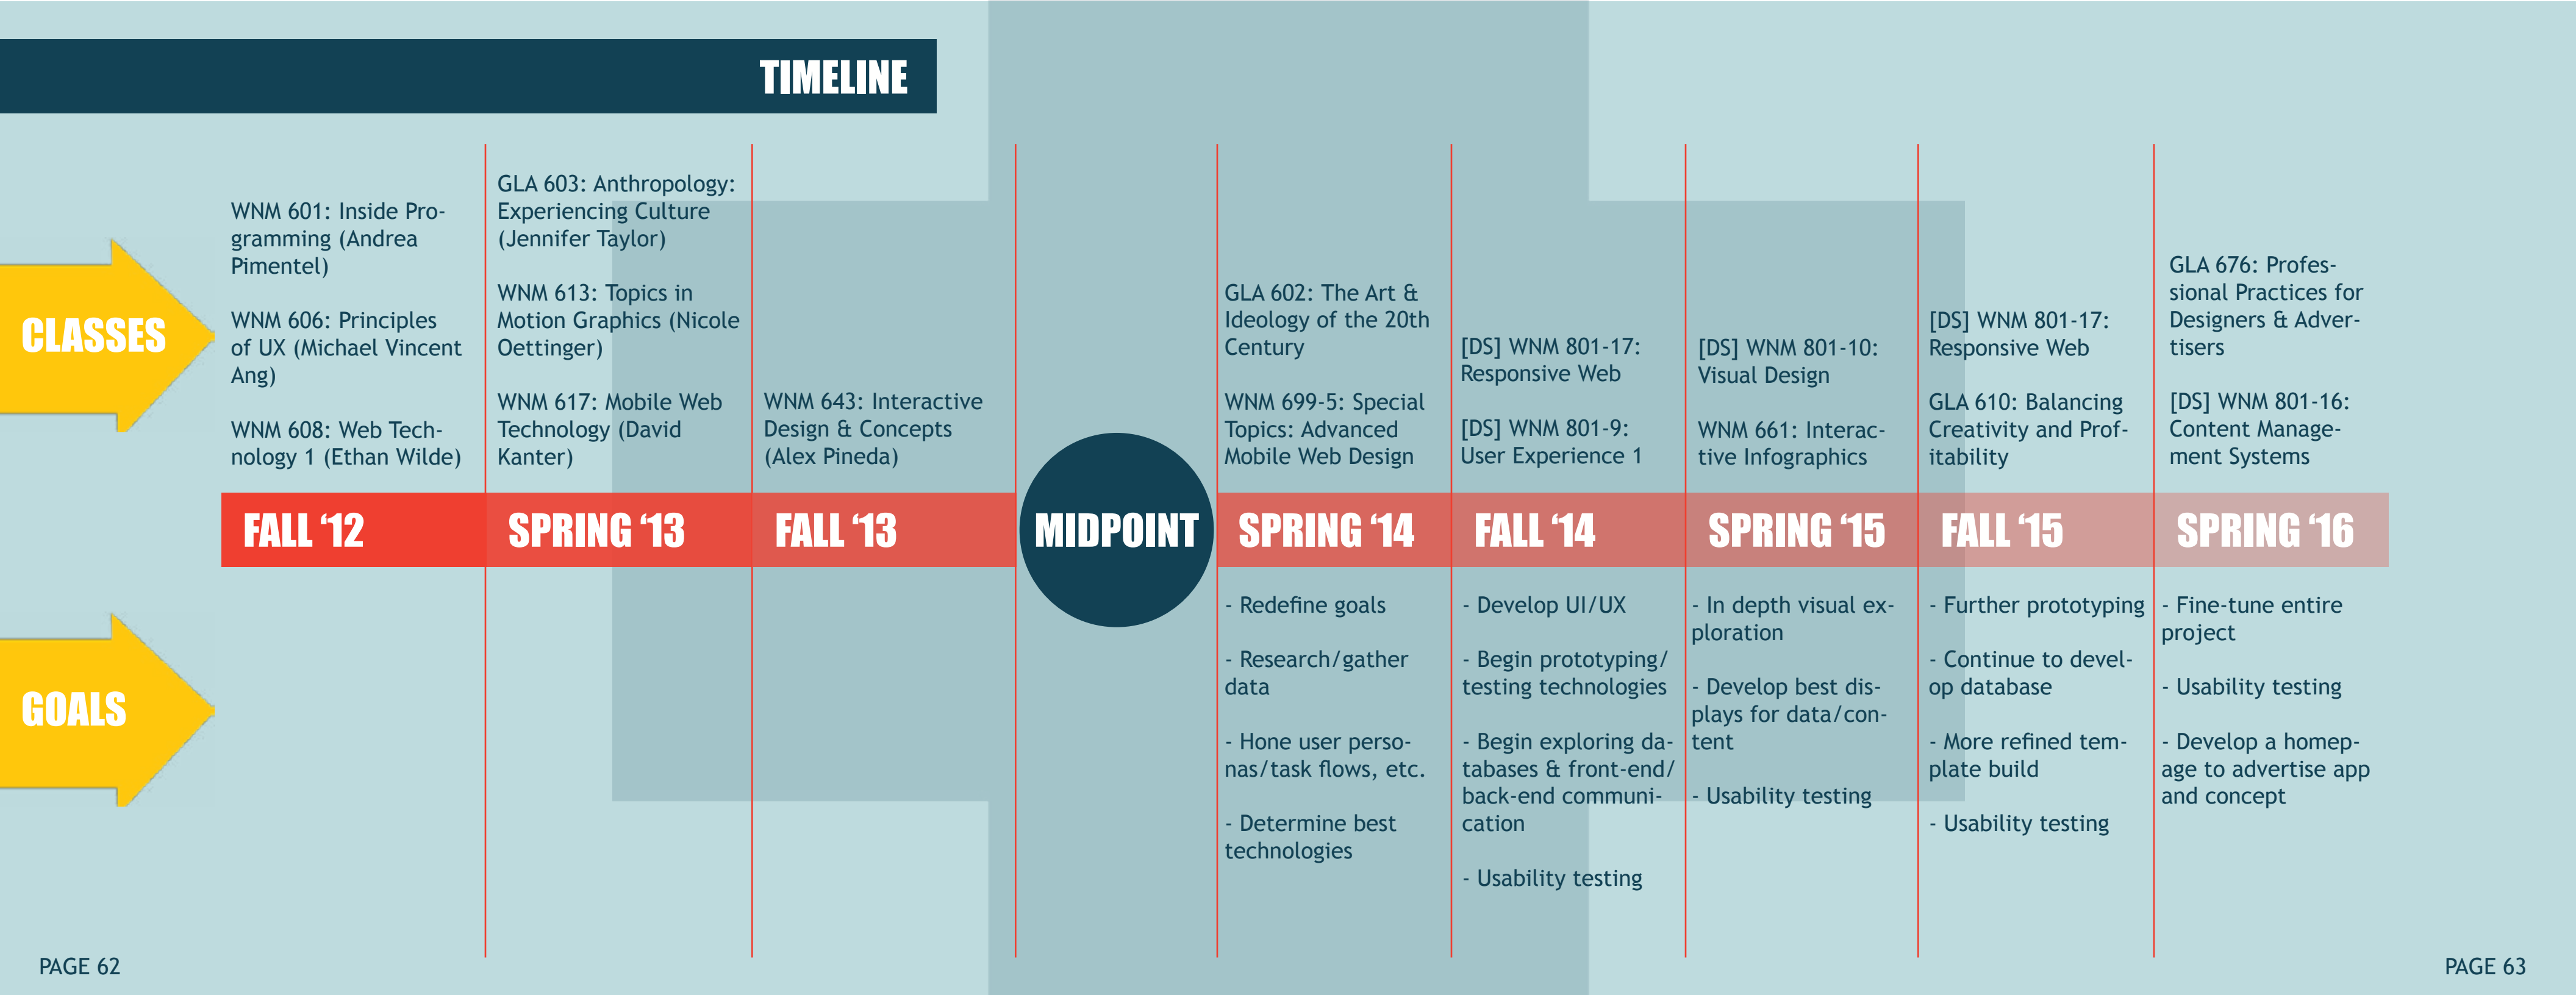 TIMELINE
CLASSES
WNM 601: Inside Pro-
gramming (Andrea
Pimentel)
WNM 606: Principles
of UX (Michael Vincent
Ang)
WNM 608: Web Tech-
nology 1 (Ethan Wilde)
GLA 603: Anthropology:
Experiencing Culture
(Jennifer Taylor)
WNM 613: Topics in
Motion Graphics (Nicole
Oettinger)
WNM 617: Mobile Web
Technology (David
Kanter)
WNM 643: Interactive
Design & Concepts
(Alex Pineda)
GLA 602: The Art &
Ideology of the 20th
Century
WNM 699-5: Special
Topics: Advanced
Mobile Web Design
[DS] WNM 801-17:
Responsive Web
[DS] WNM 801-9:
User Experience 1
[DS] WNM 801-10:
Visual Design
WNM 661: Interac-
tive Infographics
[DS] WNM 801-17:
Responsive Web
GLA 610: Balancing
Creativity and Prof-
itability
GLA 676: Profes-
sional Practices for
Designers & Adver-
tisers
[DS] WNM 801-16:
Content Manage-
ment Systems
FALL ‘12
SPRING ‘13
FALL ‘13
MIDPOINT
SPRING ‘14
FALL ‘14
SPRING ‘15
FALL ‘15
SPRING ‘16
GOALS
- Redefine goals
- Research/gather
data
- Hone user perso-
nas/task flows, etc.
- Determine best
technologies
- Develop UI/UX
- Begin prototyping/
testing technologies
- Begin exploring da-
tabases & front-end/
back-end communi-
cation
- Usability testing
- In depth visual ex-
ploration
- Develop best dis-
plays for data/con-
tent
- Usability testing
- Further prototyping
- Continue to devel-
op database
- More refined tem-
plate build
- Usability testing
- Fine-tune entire
project
- Usability testing
- Develop a homep-
age to advertise app
and concept
PAGE 62
PAGE 63